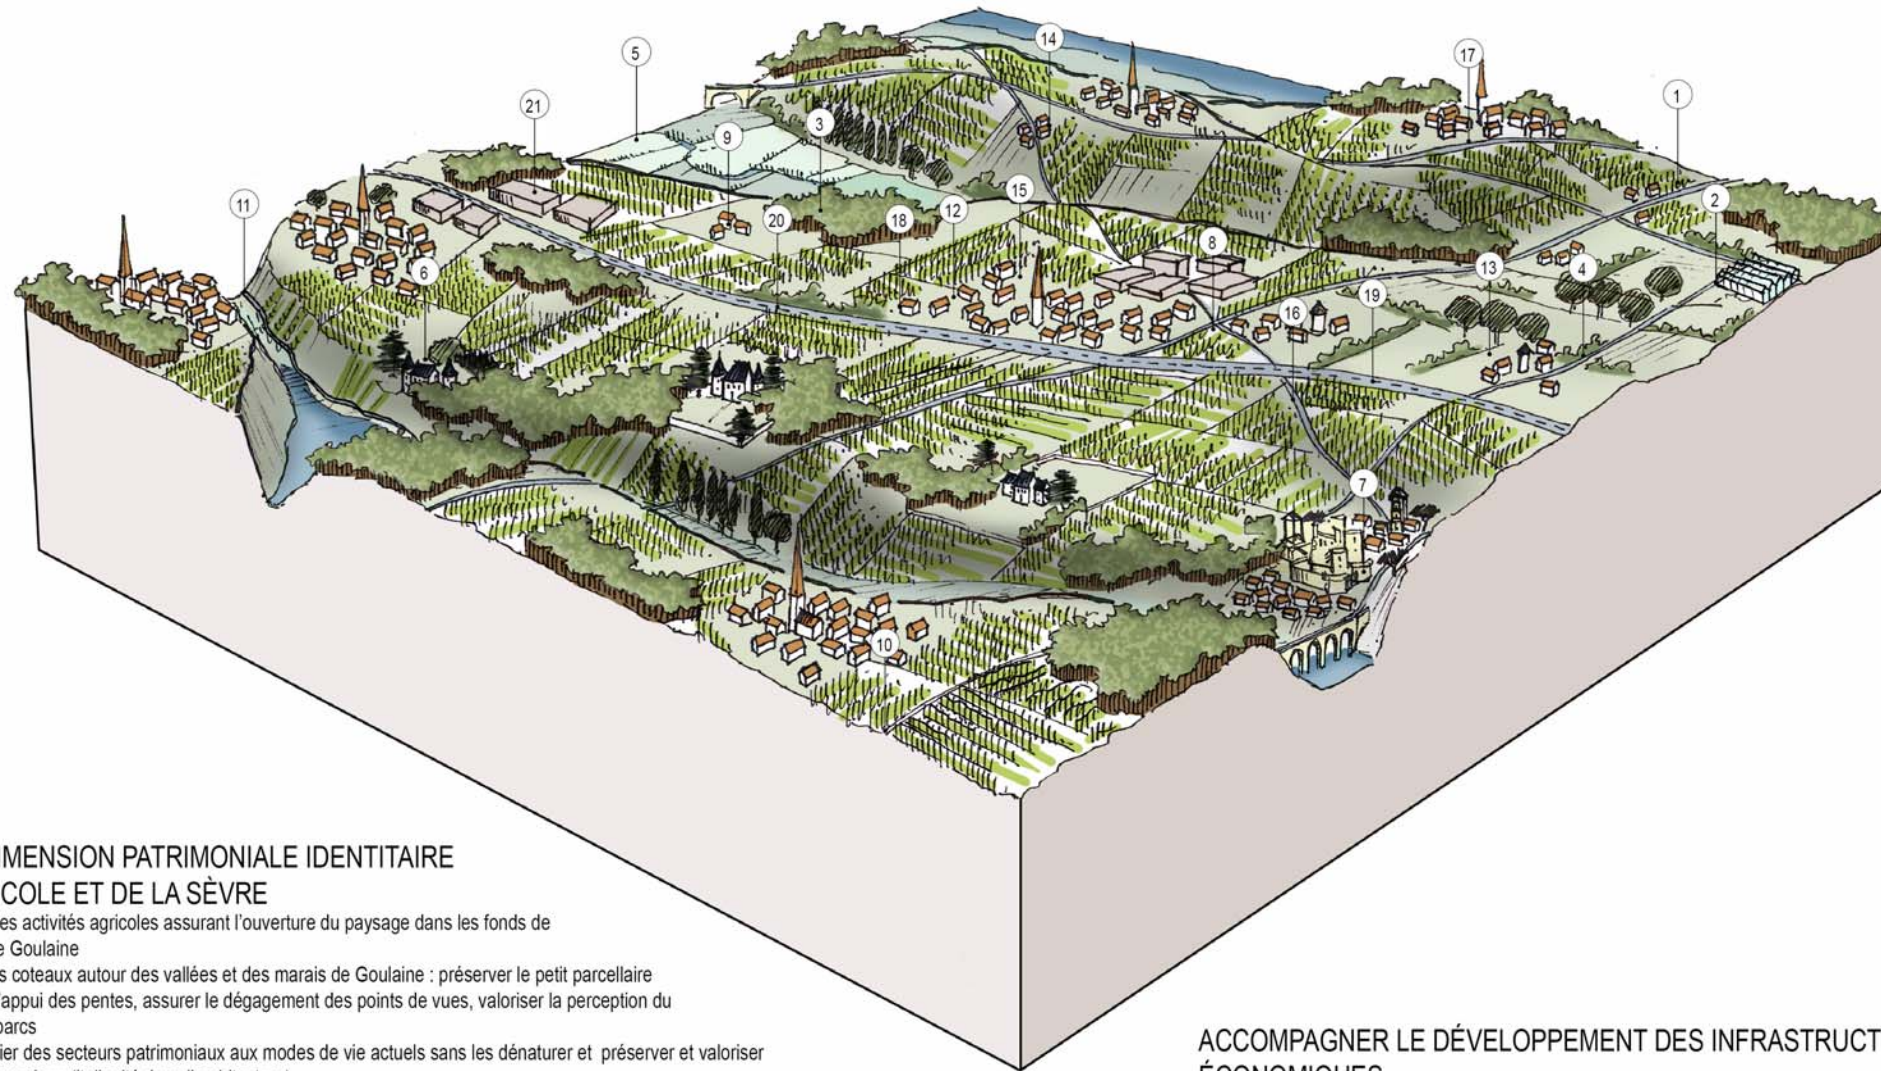 14
17
5
1
21
3
9
11
15
2
20
18
12
8
6
13
4
16
19
7
10
IMENSION PATRIMONIALE IDENTITAIRE
COLE ET DE LA SÈVRE
es activités agricoles assurant l'ouverture du paysage dans les fonds de
e Goulaine
s coteaux autour des vallées et des marais de Goulaine : préserver le petit parcellaire
'appui des pentes, assurer le dégagement des points de vues, valoriser la perception du
parcs
ier des secteurs patrimoniaux aux modes de vie actuels sans les dénaturer et préserver et valoriser
ACCOMPAGNER LE DÉVELOPPEMENT DES INFRASTRUCT
ÉCONOMIQUES